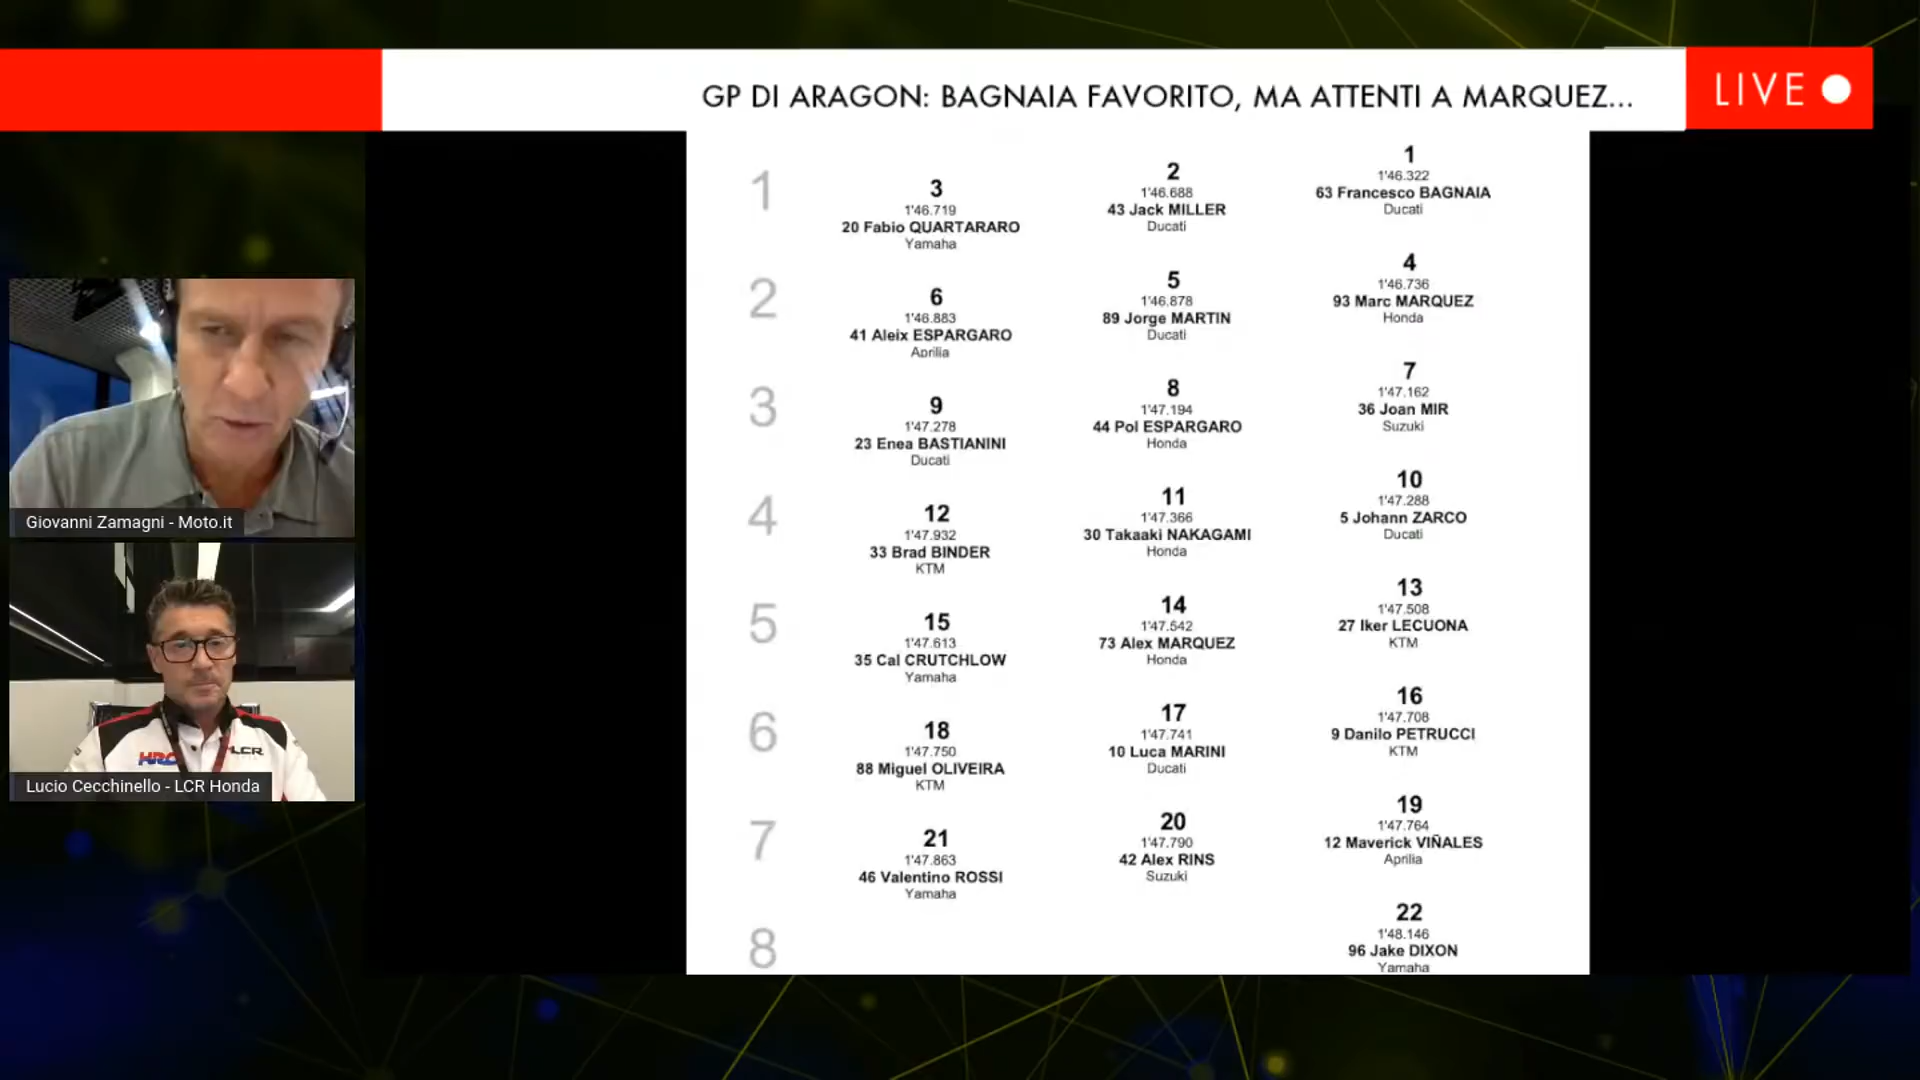 GP DI ARAGON: BAGNAIA FAVORITO, MA ATTENTI A MARQUEZ...
LIVE
1
3
1'46.719
20 Fabio QUARTARARO
Yamaha
2
1'46.688
43 Jack MILLER
Ducati
1
1'46.322
63 Francesco BAGNAIA
Ducati
2
6
1'46.883
41 Aleix ESPARGARO
Aprilia
5
1'46.878
89 Jorge MARTIN
Ducati
4
1'46.736
93 Marc MARQUEZ
Honda
3
9
1'47.278
23 Enea BASTIANINI
Ducati
8
1'47.194
44 Pol ESPARGARO
Honda
7
1'47.162
36 Joan MIR
Suzuki
4
12
1'47.932
33 Brad BINDER
KTM
11
1'47.366
30 Takaaki NAKAGAMI
Honda
10
1'47.288
5 Johann ZARCO
Ducati
5
15
1'47.613
35 Cal CRUTCHLOW
Yamaha
14
1'47.542
73 Alex MARQUEZ
Honda
13
1'47.508
27 Iker LECUONA
KTM
6
18
1'47.750
88 Miguel OLIVEIRA
KTM
17
1'47.741
10 Luca MARINI
Ducati
16
1'47.708
9 Danilo PETRUCCI
KTM
7
21
1'47.863
46 Valentino ROSSI
Yamaha
20
1'47.790
42 Alex RINS
Suzuki
19
1'47.764
12 Maverick VIÑALES
Aprilia
8
22
1'48.146
96 Jake DIXON
Yamaha
Giovanni Zamagni - Moto.it
HRC
LCR
Lucio Cecchinello - LCR Honda